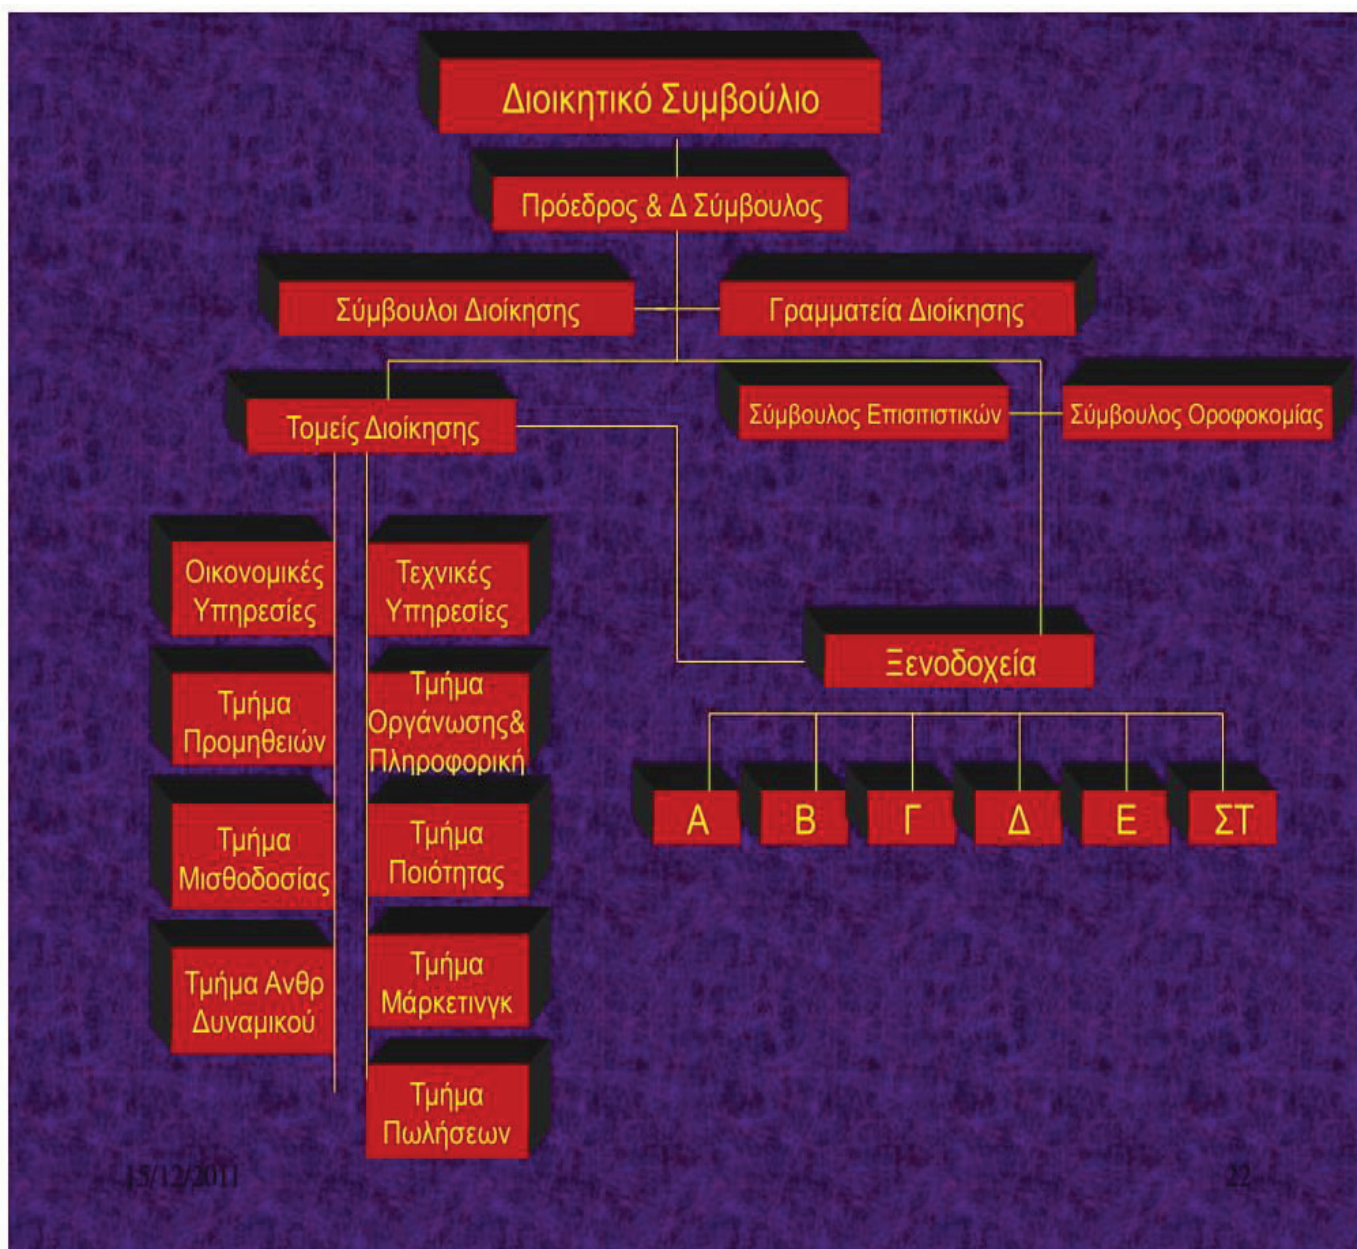 Διοικητικό Συμβούλιο
Πρόεδρος & Δ Σύμβουλος
Σύμβουλοι Διοίκησης
Γραμματεία Διοίκησης
Σύμβουλος Επισιτιστικών
Σύμβουλος Οροφοκομίας
Τομείς Διοίκησης
Οικονομικές
Υπηρεσίες
Τεχνικές
Υπηρεσίες
Τμήμα
Προμηθειών
Τμήμα
Οργάνωσης&
Πληροφορική
Τμήμα
Μισθοδοσίας
Τμήμα
Ποιότητας
Τμήμα Ανθρ
Δυναμικού
Τμήμα
Μάρκετινγκ
Τμήμα
Πωλήσεων
Ξενοδοχεία
Α
Β
Γ
Δ
Ε
ΣΤ
15/12/2011
22